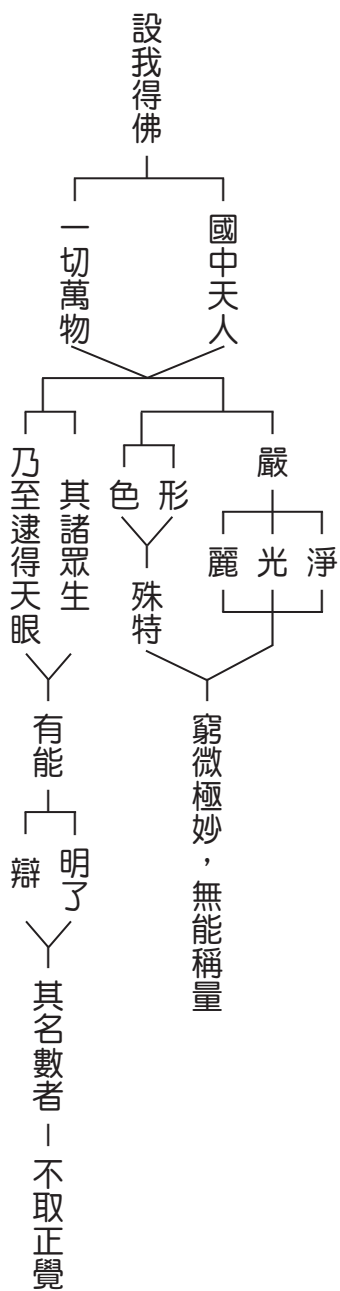 設我得佛
國中天人
一切萬物
嚴
淨
光
麗
形
色
殊特
窮微極妙，無能稱量
其諸眾生
乃至逮得天眼
有能
明了
辯
其名數者－不取正覺